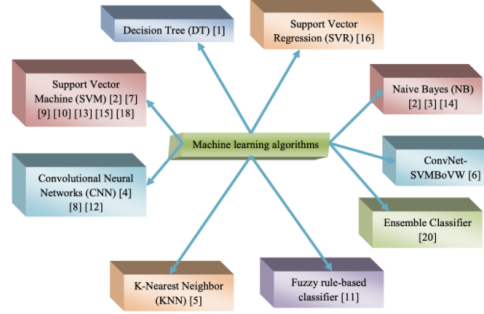 Decision Tree (DT) [1]
Support Vector
Regression (SVR) [16]
Support Vector
Machine (SVM) [2] [7]
[9] [10] [13] [15] [18]
Naive Bayes (NB)
[2] [3] [14]
Machine learning algorithms
Convolutional Neural
Networks (CNN) [4]
[8] [12]
ConvNet-
SVMBoVW [6]
Ensemble Classifier
[20]
K-Nearest Neighbor
(KNN) [5]
Fuzzy rule-based
classifier [11]